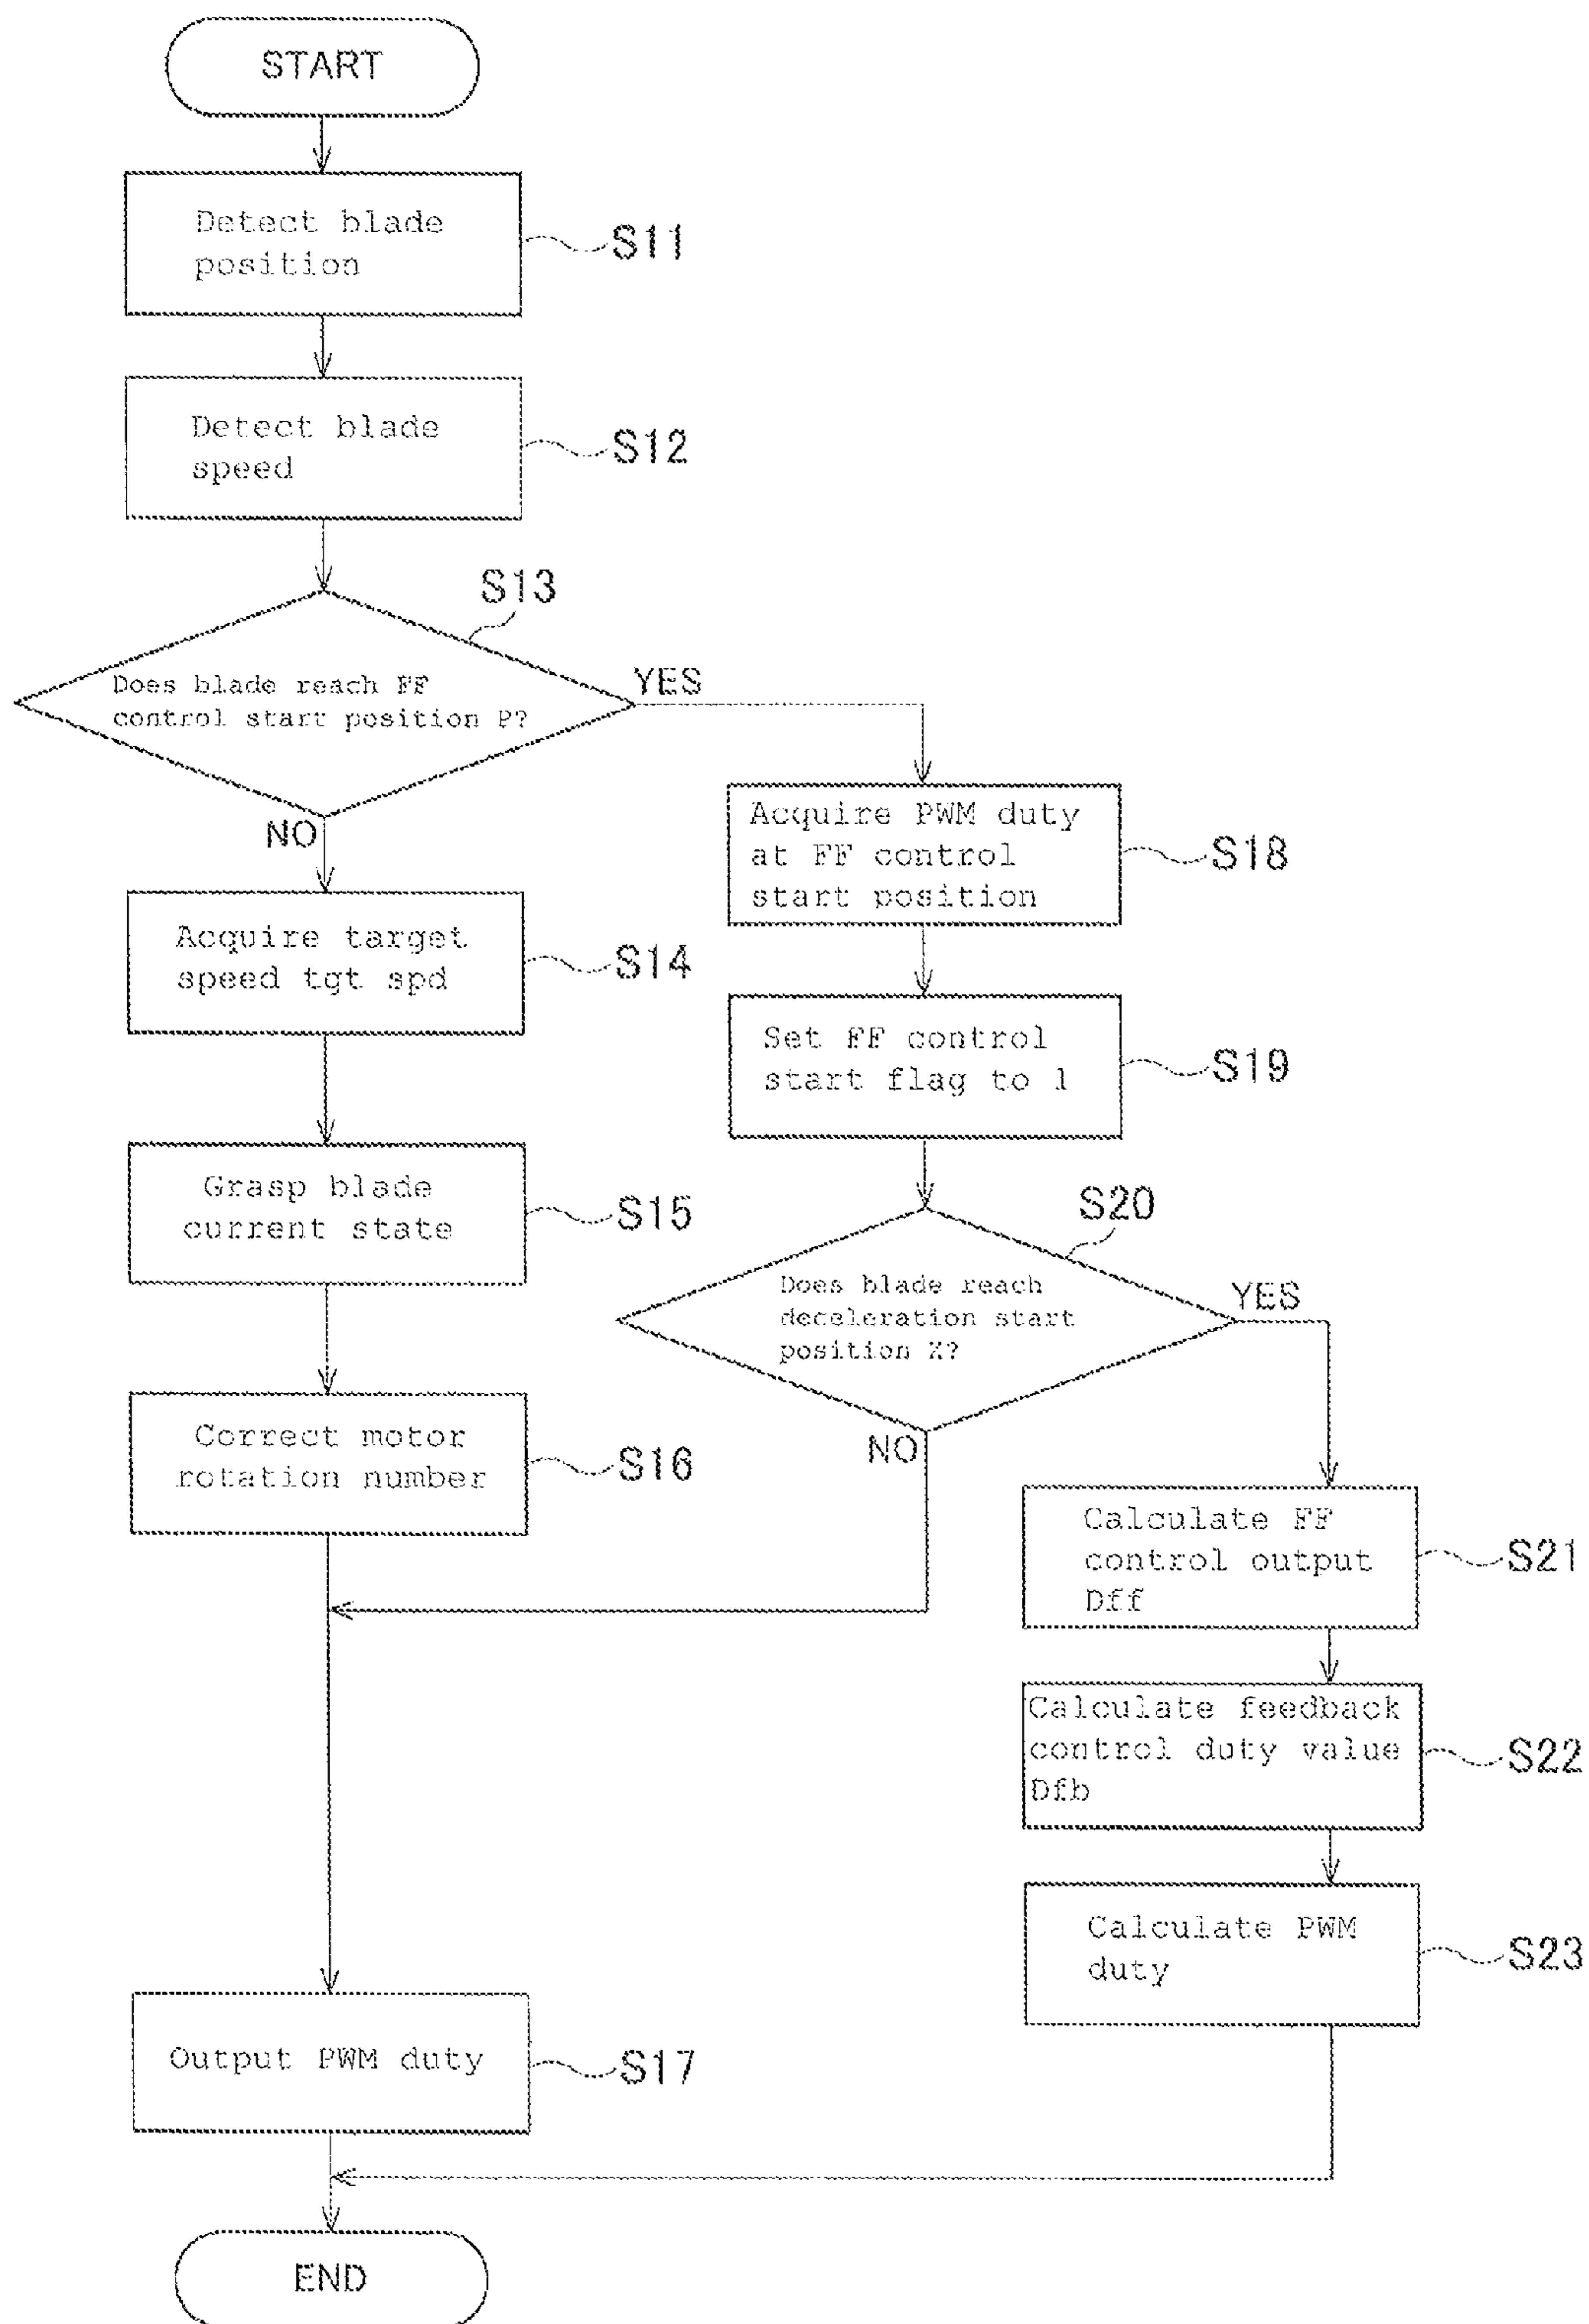 START
Detect blade
position
S11
Detect blade
speed
S12
S13
Does blade reach FF
control start position P?
YES
NO
Acquire target
speed tgt spd
S14
Grasp blade
current state
S15
Correct motor
rotation number
S16
Acquire PWM duty
at FF control
start position
S18
Set FF control
start flag to 1
S19
S20
Does blade reach
deceleration start
position X?
YES
NO
Calculate FF
control output
Dff
S21
Calculate feedback
control duty value
Dfb
S22
Calculate PWM
duty
S23
Output PWM duty
S17
END